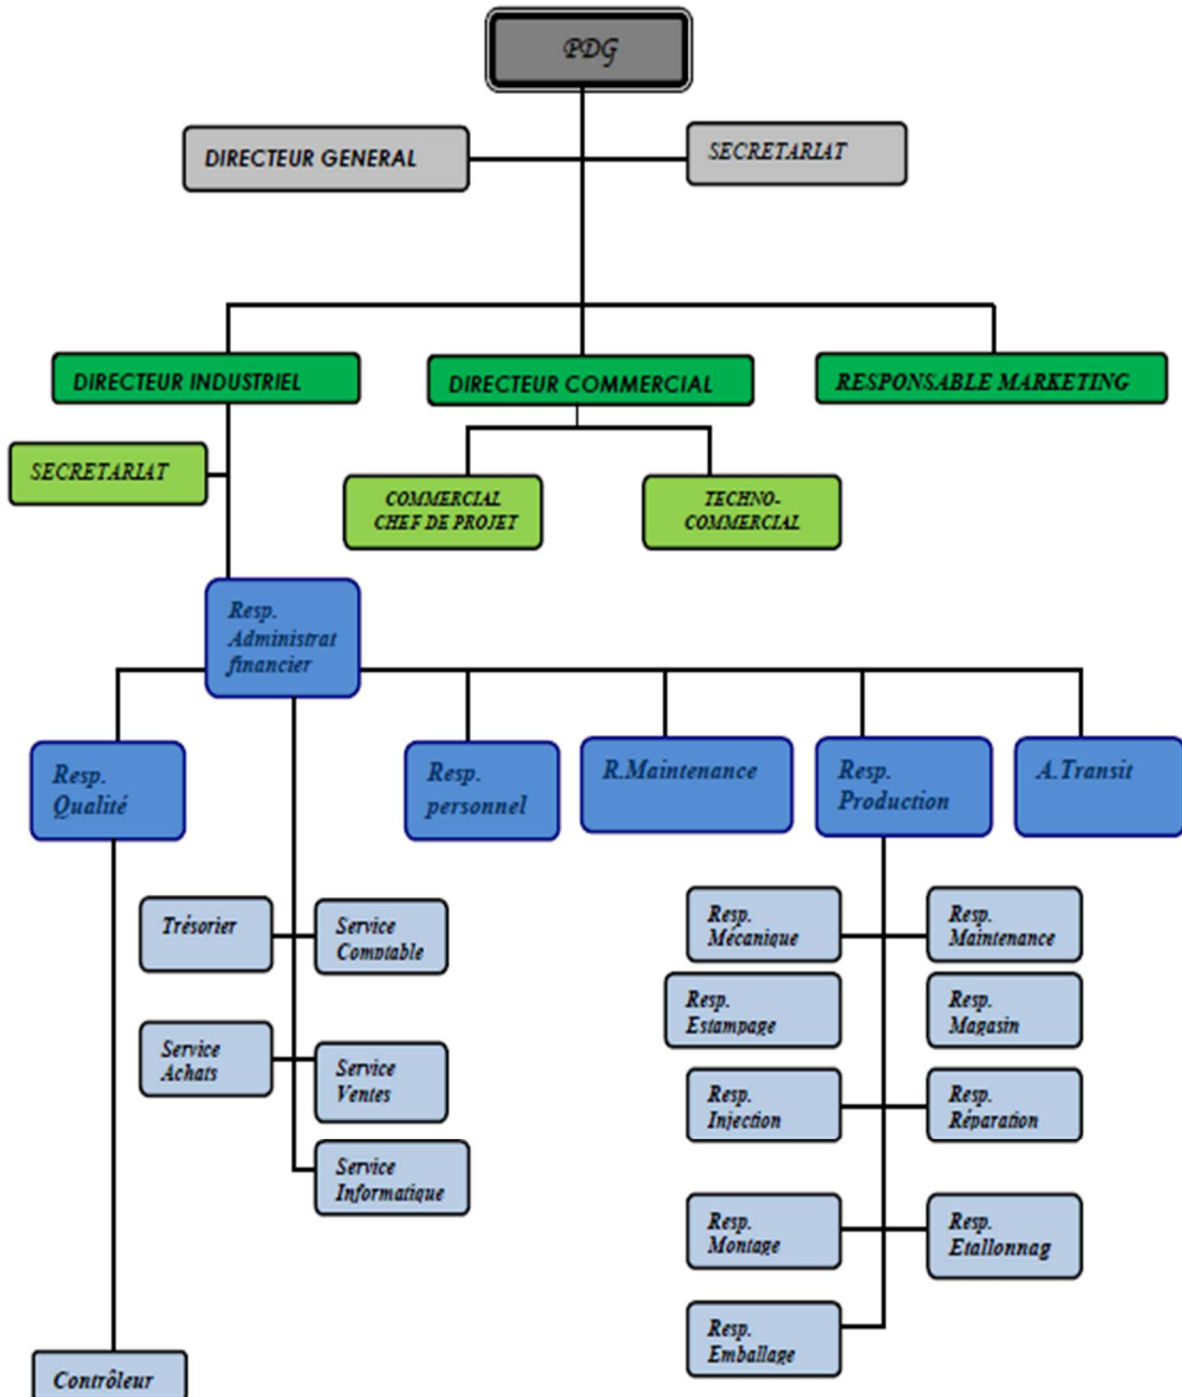 PDG
DIRECTEUR GENERAL
SECRETARIAT
DIRECTEUR INDUSTRIEL
DIRECTEUR COMMERCIAL
RESPONSABLE MARKETING
SECRETARIAT
COMMERCIAL
CHEF DE PROJET
TECHNO-
COMMERCIAL
Resp.
Administrat
financier
Resp.
Qualité
Resp.
personnel
R.Maintenance
Resp.
Production
A.Transit
Trésorier
Service
Comptable
Service
Achats
Service
Ventes
Service
Informatique
Resp.
Mécanique
Resp.
Maintenance
Resp.
Estampage
Resp.
Magasin
Resp.
Injection
Resp.
Réparation
Resp.
Montage
Resp.
Etallonnag
Resp.
Emballage
Contrôleur